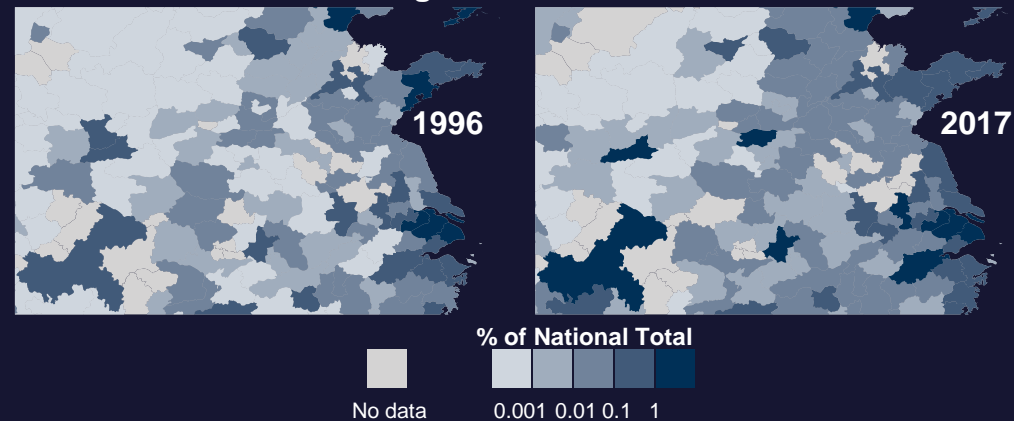 1996
2017
% of National Total
No data
0.001 0.01 0.1 1